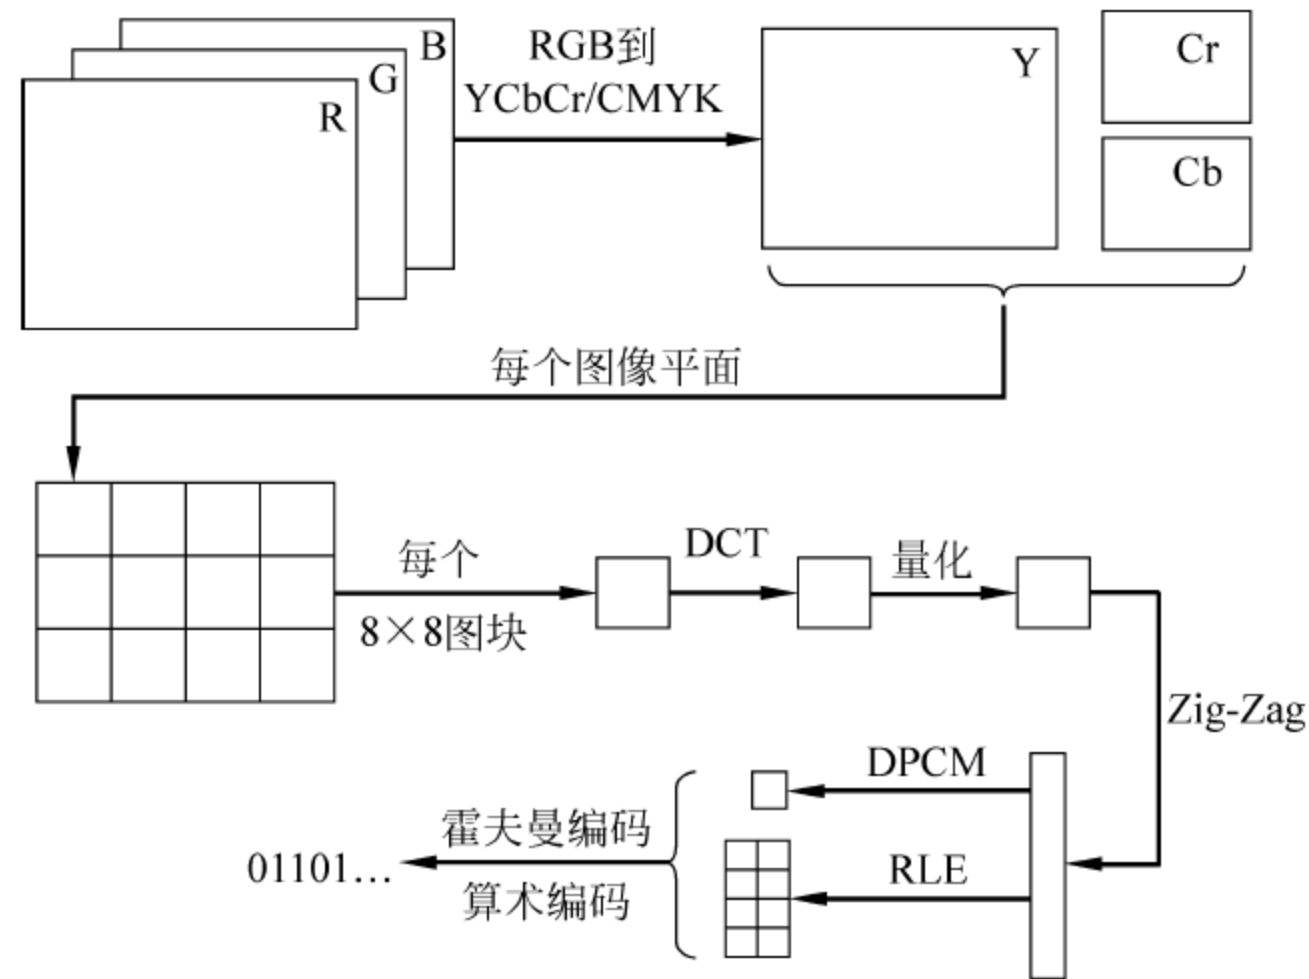 B
G
R
RGB到
YCbCr/CMYK
Y
Cr
Cb
每个图像平面
每个
8×8图块
DCT
量化
Zig-Zag
DPCM
RLE
霍夫曼编码
算术编码
01101…